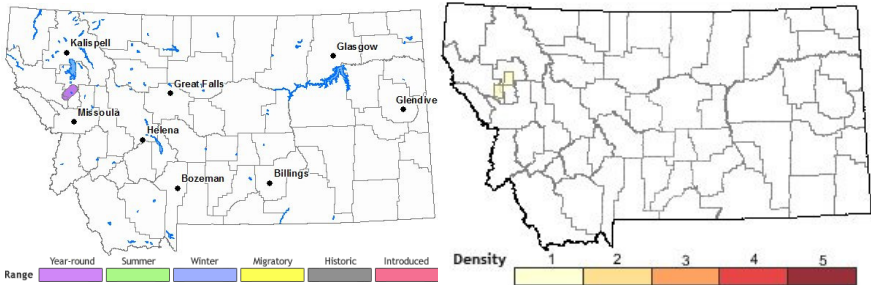 Kalispell
Glasgow
Great Falls
Glendive
Missoula
Helena
Bozeman
Billings
Range Year-round Summer Winter Migratory Historic Introduced
Density 1 2 3 4 5